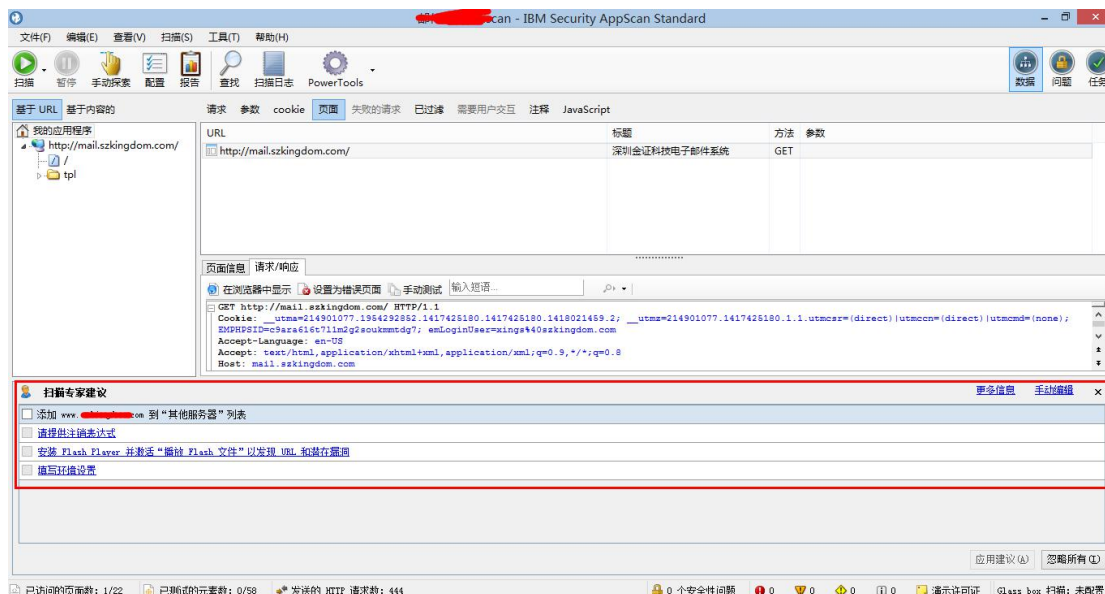 can - IBM Security AppScan Standard
文件(F) 编辑(E) 查看(V) 扫描(S) 工具(T) 帮助(H)
扫描 暂停 手动探索 配置 报告 查找 扫描日志 PowerTools 数据 问题 任务
基于 URL 基于内容的 请求 参数 cookie 页面 失败的请求 已过滤 需要用户交互 注释 JavaScript
我的应用程序
http://mail.szkingdom.com/
/
tpl
URL 标题 方法 参数
http://mail.szkingdom.com/ 深圳金证科技电子邮件系统 GET
页面信息 请求/响应
在浏览器中显示 设置为错误页面 手动测试 输入短语...
GET http://mail.szkingdom.com/ HTTP/1.1
Cookie: __utma=214901077.1954292852.1417425180.1417425180.1418021459.2; __utmz=214901077.1417425180.1.1.utmcsr=(direct)|utmccn=(direct)|utmcmd=(none);
EMPHPSID=c9ara616t711m2g2soukmmtdg7; emLoginUser=xings%40szkingdom.com
Accept-Language: en-US
Accept: text/html,application/xhtml+xml,application/xml;q=0.9,*/*;q=0.8
Host: mail.szkingdom.com
扫描专家建议 更多信息 手动编辑
添加 www. com 到“其他服务器”列表
请提供注销表达式
安装 Flash Player 并激活“播放 Flash 文件”以发现 URL 和潜在漏洞
填写环境设置
应用建议(A) 忽略所有(I)
已访问的页面数: 1/22 已测试的元素数: 0/58 发送的 HTTP 请求数: 444 0 个安全性问题 0 0 0 0 演示许可证 Glass box 扫描: 未配置